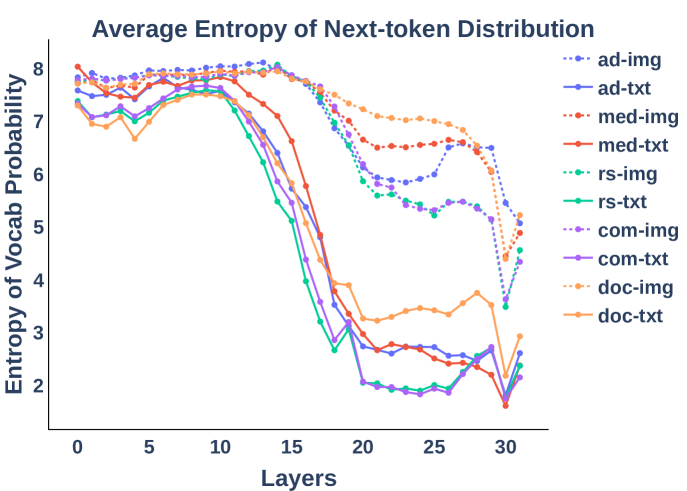 Average Entropy of Next-token Distribution
Entropy of Vocab Probability
8
7
6
5
4
3
2
0 5 10 15 20 25 30
Layers
ad-img
ad-txt
med-img
med-txt
rs-img
rs-txt
com-img
com-txt
doc-img
doc-txt